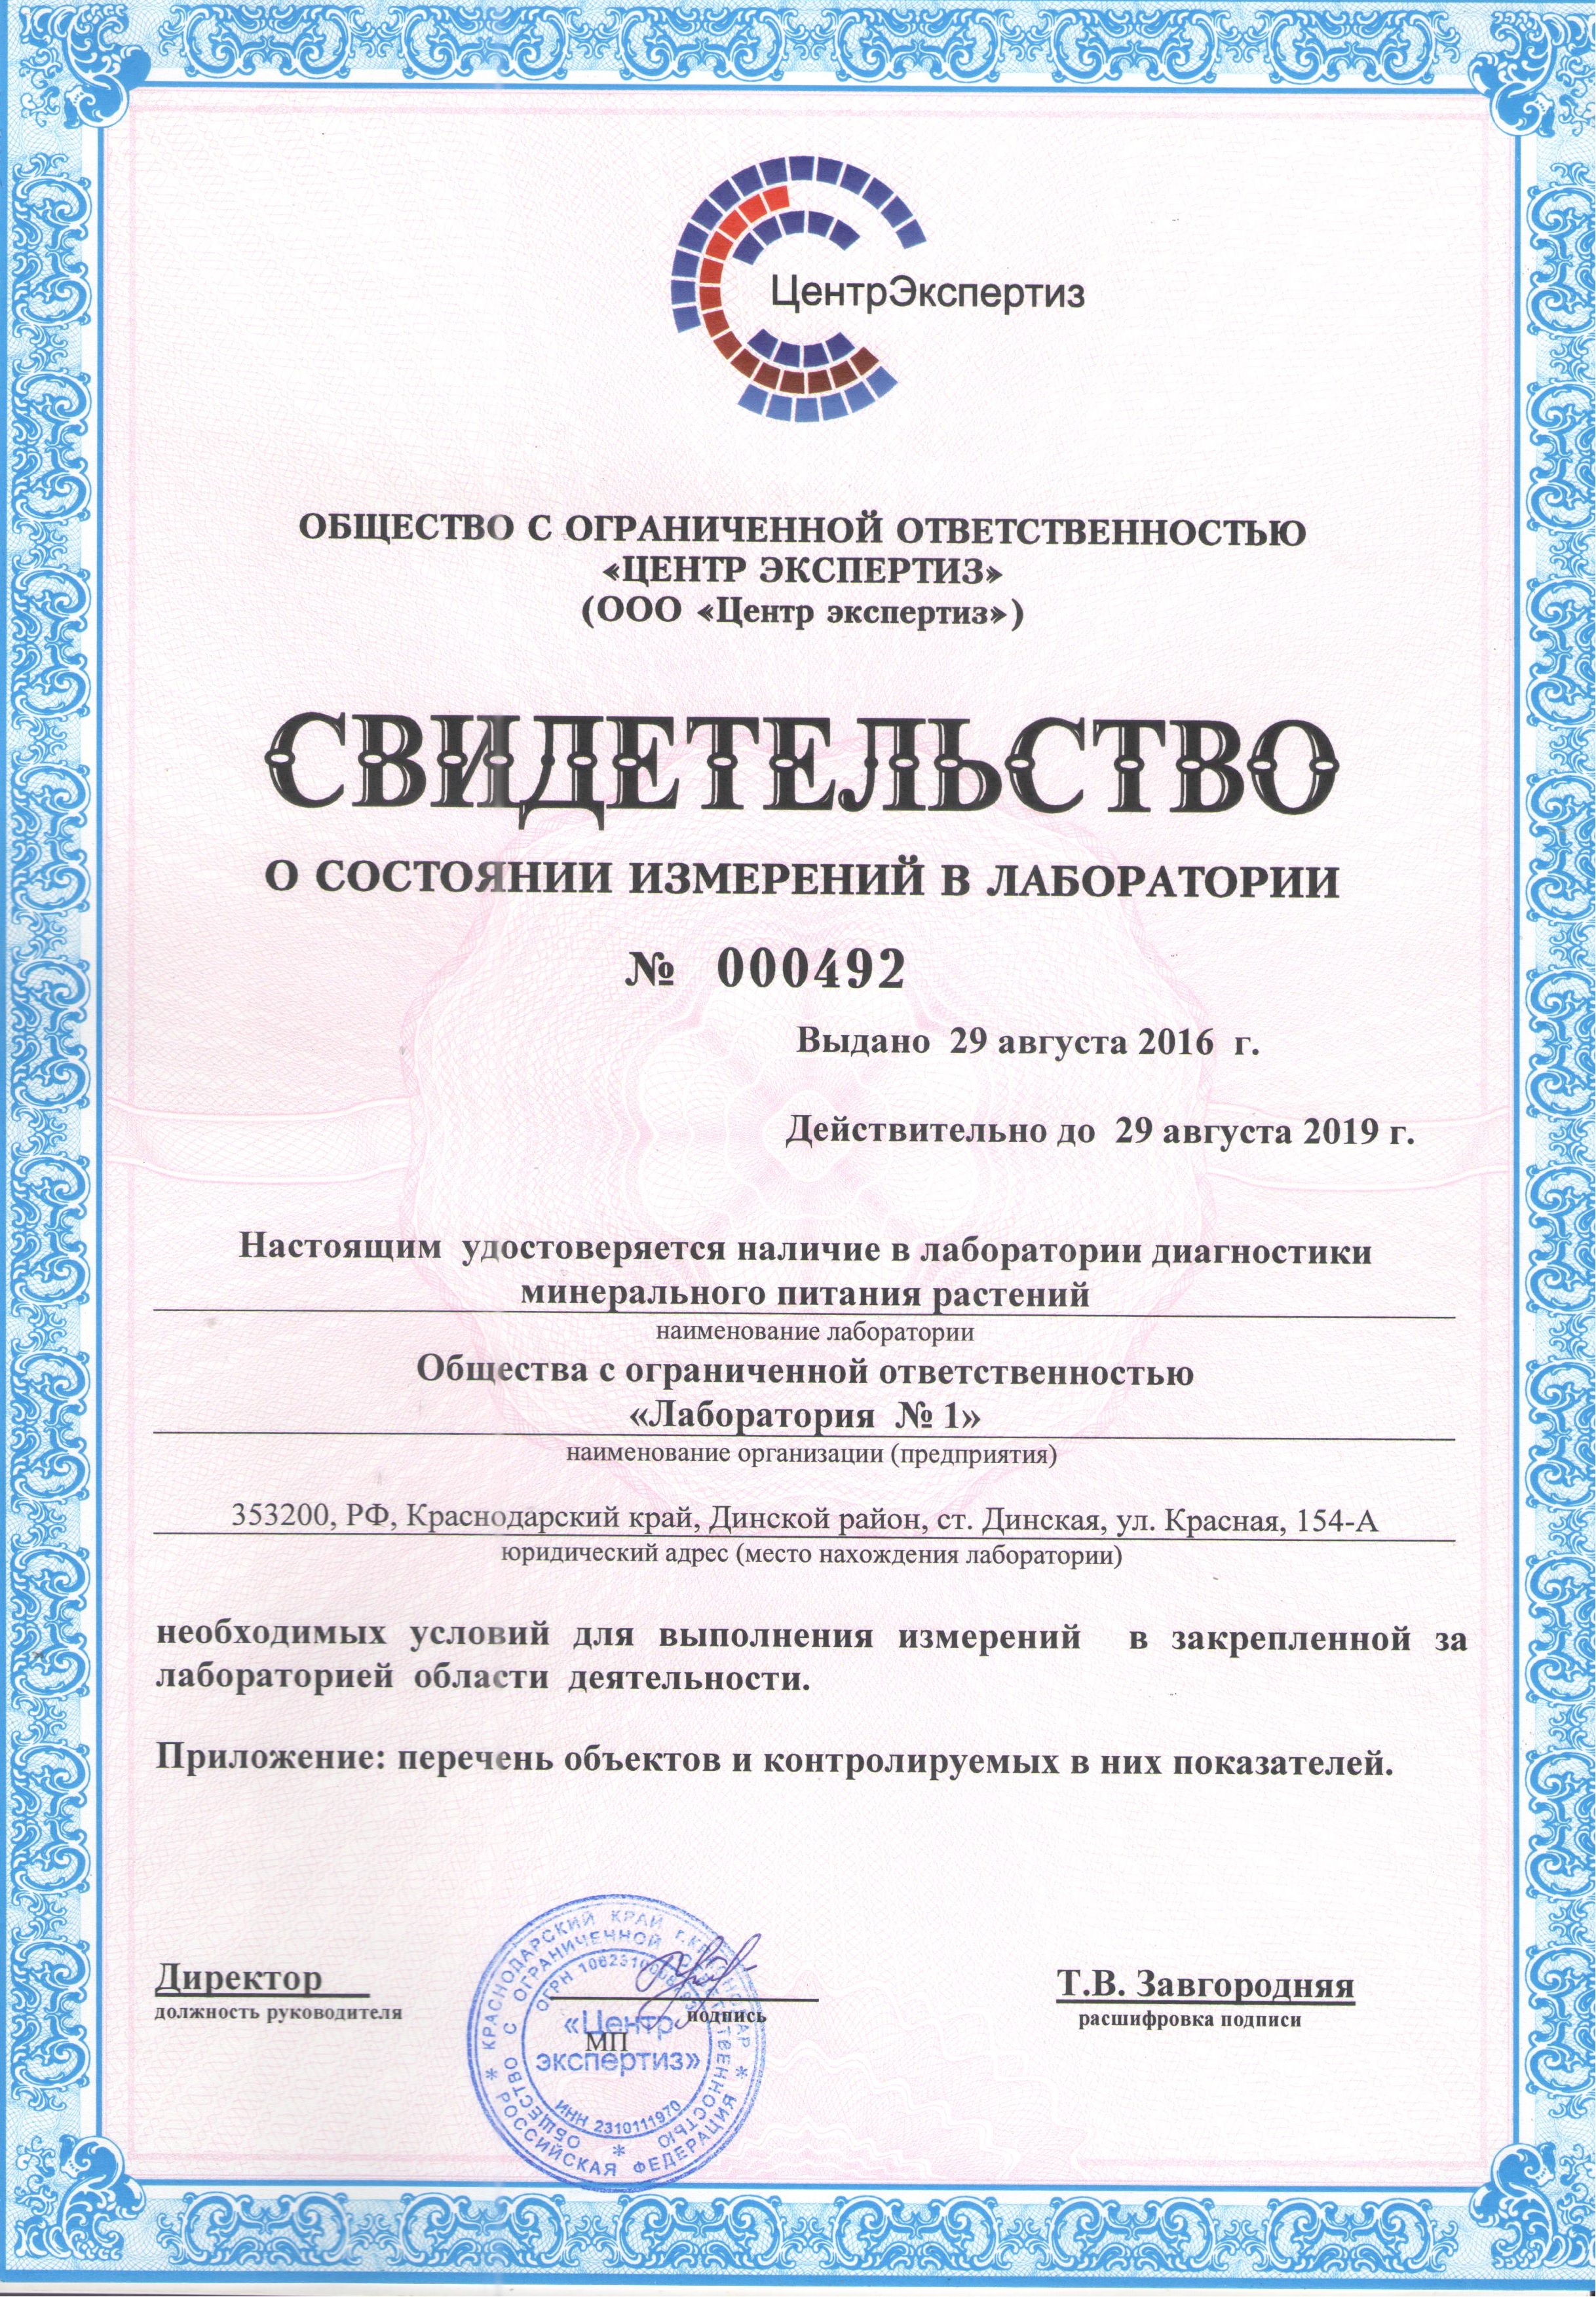 ЦентрЭкспертиз
ОБЩЕСТВО С ОГРАНИЧЕННОЙ ОТВЕТСТВЕННОСТЬЮ
«ЦЕНТР ЭКСПЕРТИЗ»
(ООО «Центр экспертиз»)
СВИДЕТЕЛЬСТВО
О СОСТОЯНИИ ИЗМЕРЕНИЙ В ЛАБОРАТОРИИ
№ 000492
Выдано 29 августа 2016 г.
Действительно до 29 августа 2019 г.
Настоящим удостоверяется наличие в лаборатории диагностики
минерального питания растений
наименование лаборатории
Общества с ограниченной ответственностью
«Лаборатория № 1»
наименование организации (предприятия)
353200, РФ, Краснодарский край, Динской район, ст. Динская, ул. Красная, 154-А
юридический адрес (место нахождения лаборатории)
необходимых условий для выполнения измерений в закрепленной за
лабораторией области деятельности.
Приложение: перечень объектов и контролируемых в них показателей.
Директор
должность руководителя
подпись
МП
Т.В. Завгородняя
расшифровка подписи
КРАСНОДАРСКИЙ КРАЙ Г.КРАСНОДАР
* РОССИЙСКАЯ ФЕДЕРАЦИЯ *
ОБЩЕСТВО С ОГРАНИЧЕННОЙ ОТВЕТСТВЕННОСТЬЮ *
ОГРН
«Центр
экспертиз»
ИНН 2310111970